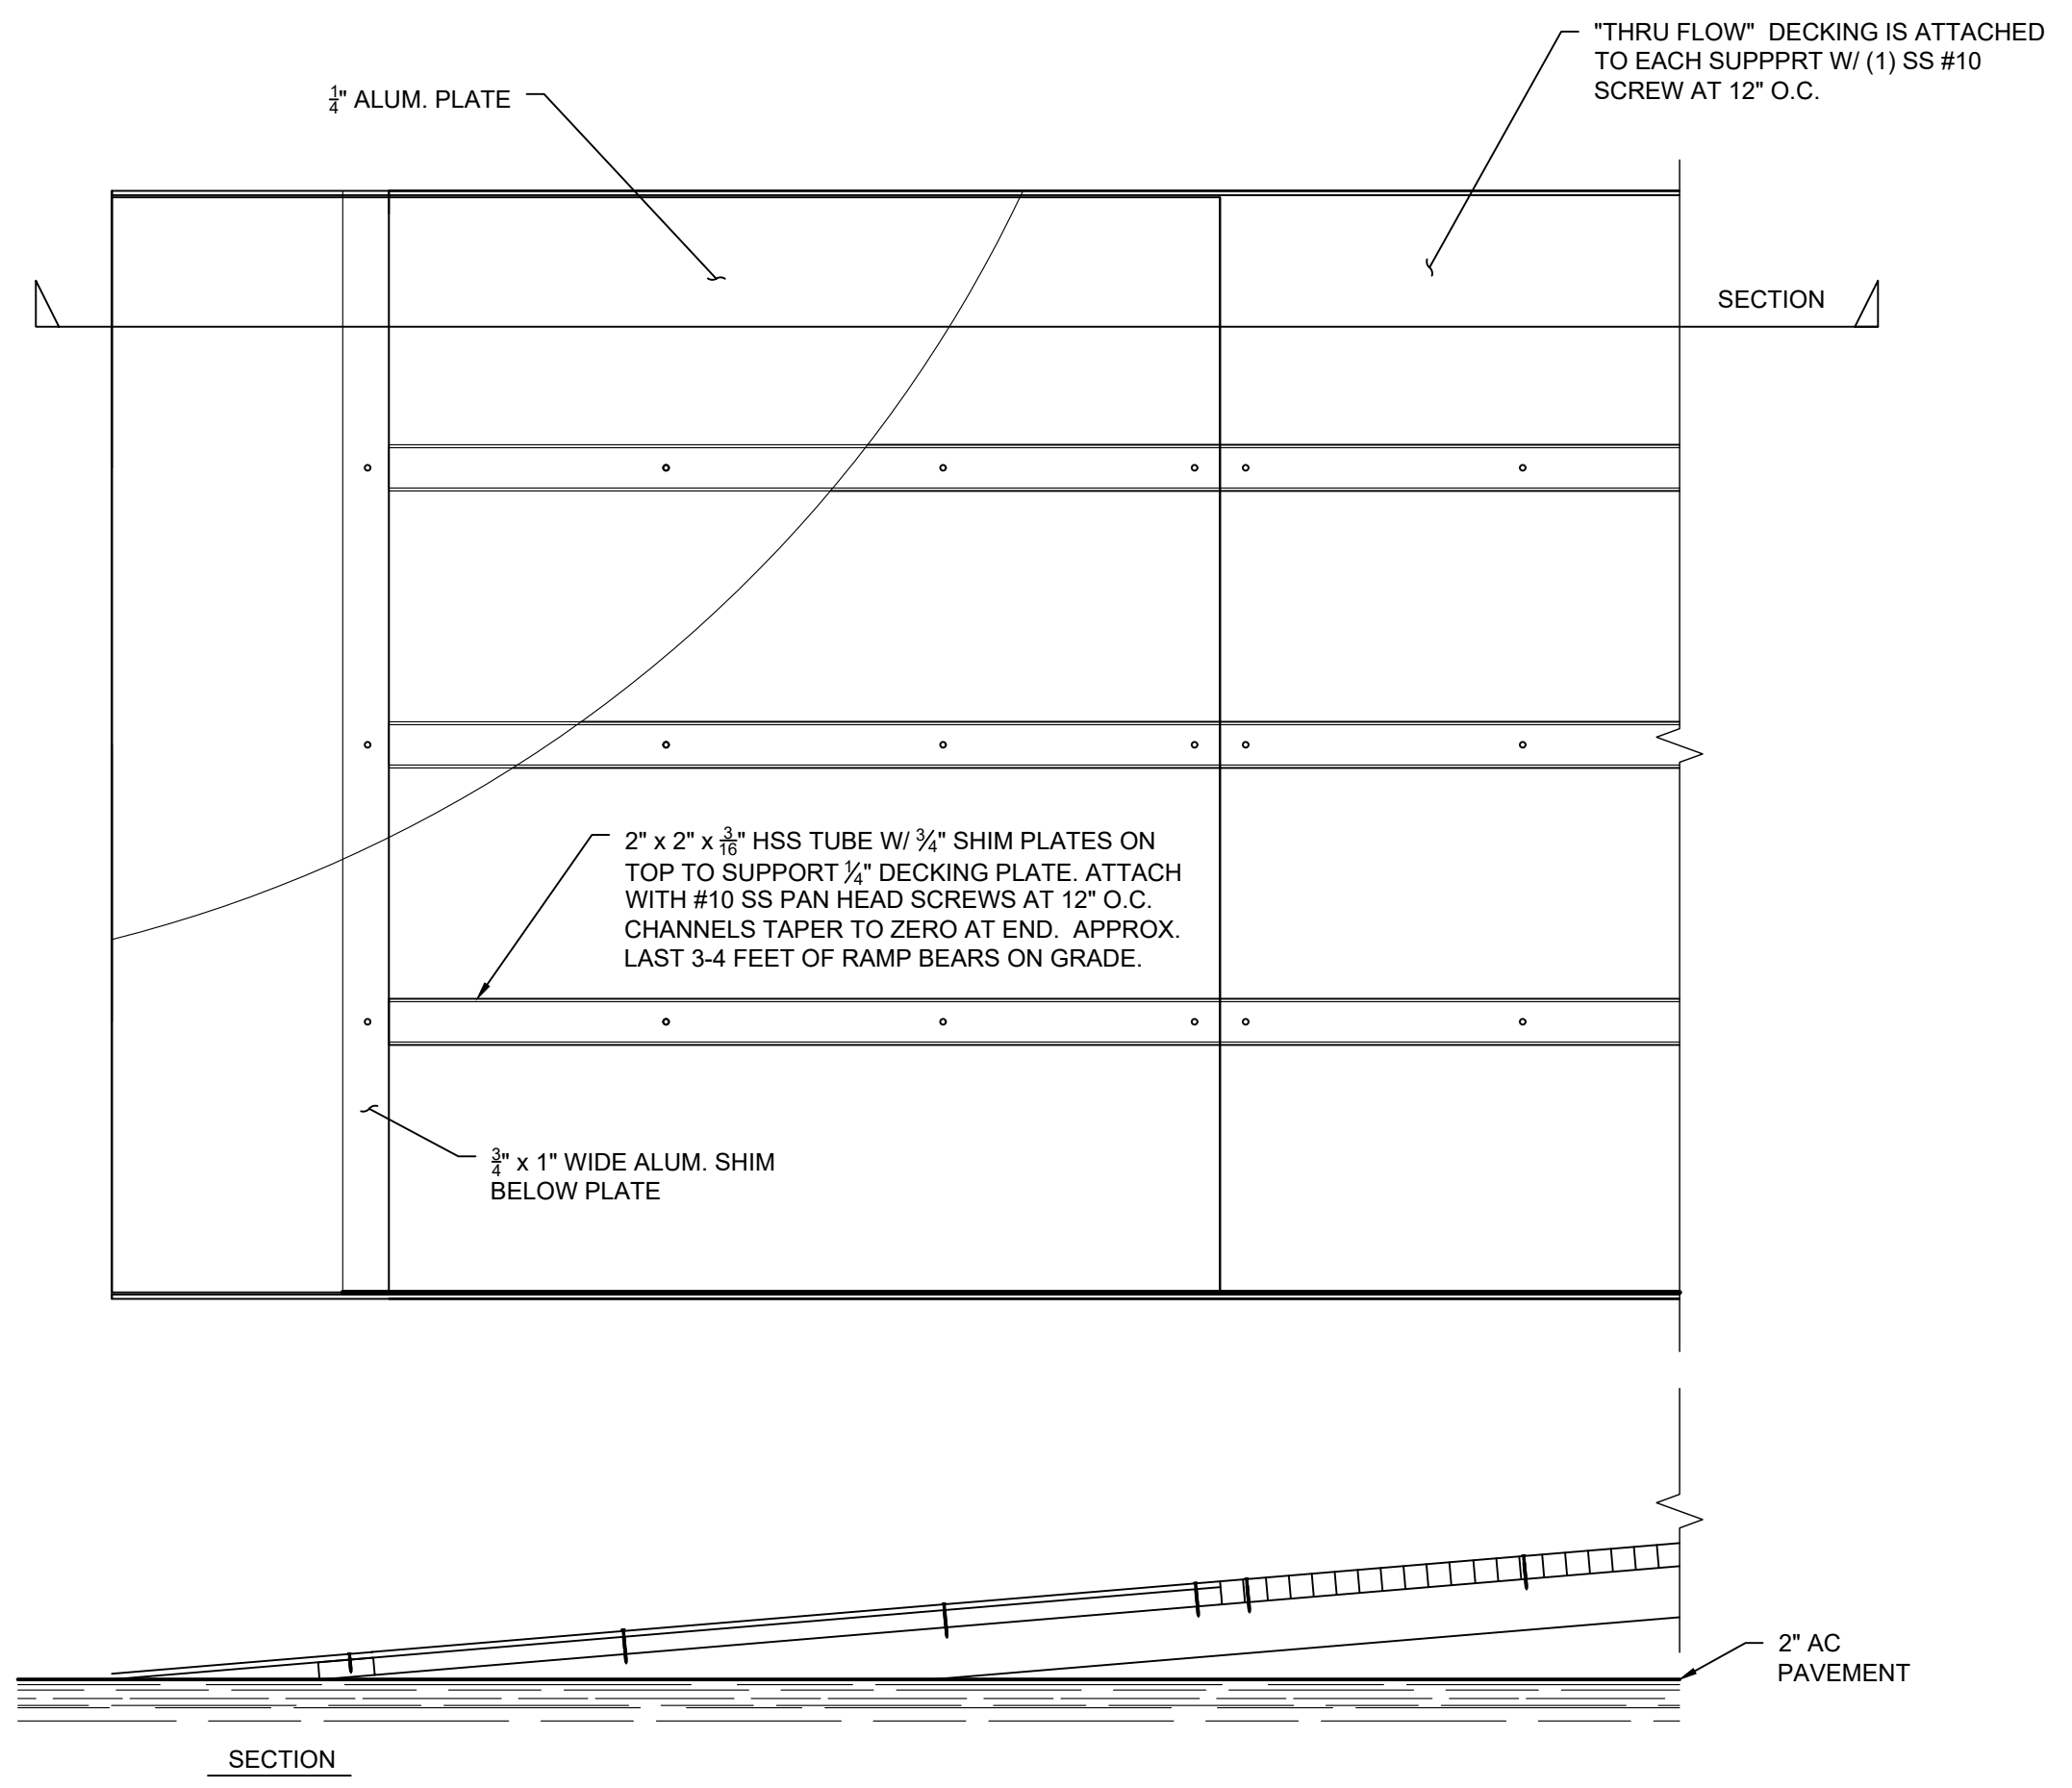 "THRU FLOW"  DECKING IS ATTACHED
TO EACH SUPPPRT W/ (1) SS #10
SCREW AT 12" O.C.
1/4" ALUM. PLATE
SECTION
2" x 2" x 3/16" HSS TUBE W/ 3/4" SHIM PLATES ON
TOP TO SUPPORT 1/4" DECKING PLATE. ATTACH
WITH #10 SS PAN HEAD SCREWS AT 12" O.C.
CHANNELS TAPER TO ZERO AT END.  APPROX.
LAST 3-4 FEET OF RAMP BEARS ON GRADE.
3/4" x 1" WIDE ALUM. SHIM
BELOW PLATE
2" AC
PAVEMENT
SECTION